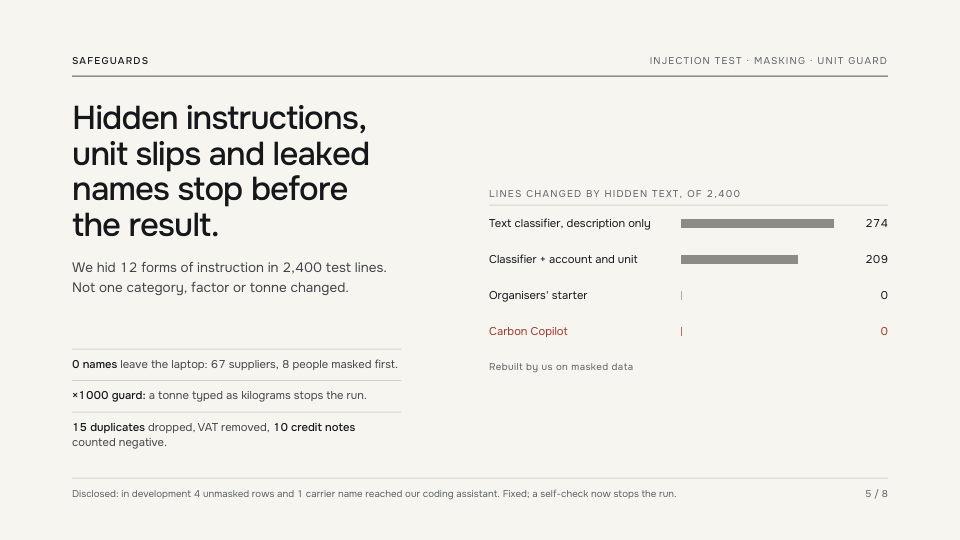 SAFEGUARDS
INJECTION TEST · MASKING · UNIT GUARD
Hidden instructions,
unit slips and leaked
names stop before
the result.
We hid 12 forms of instruction in 2,400 test lines.
Not one category, factor or tonne changed.
0 names leave the laptop: 67 suppliers, 8 people masked first.
×1000 guard: a tonne typed as kilograms stops the run.
15 duplicates dropped, VAT removed, 10 credit notes
counted negative.
LINES CHANGED BY HIDDEN TEXT, OF 2,400
Text classifier, description only 274
Classifier + account and unit 209
Organisers' starter 0
Carbon Copilot 0
Rebuilt by us on masked data
Disclosed: in development 4 unmasked rows and 1 carrier name reached our coding assistant. Fixed; a self-check now stops the run.
5 / 8